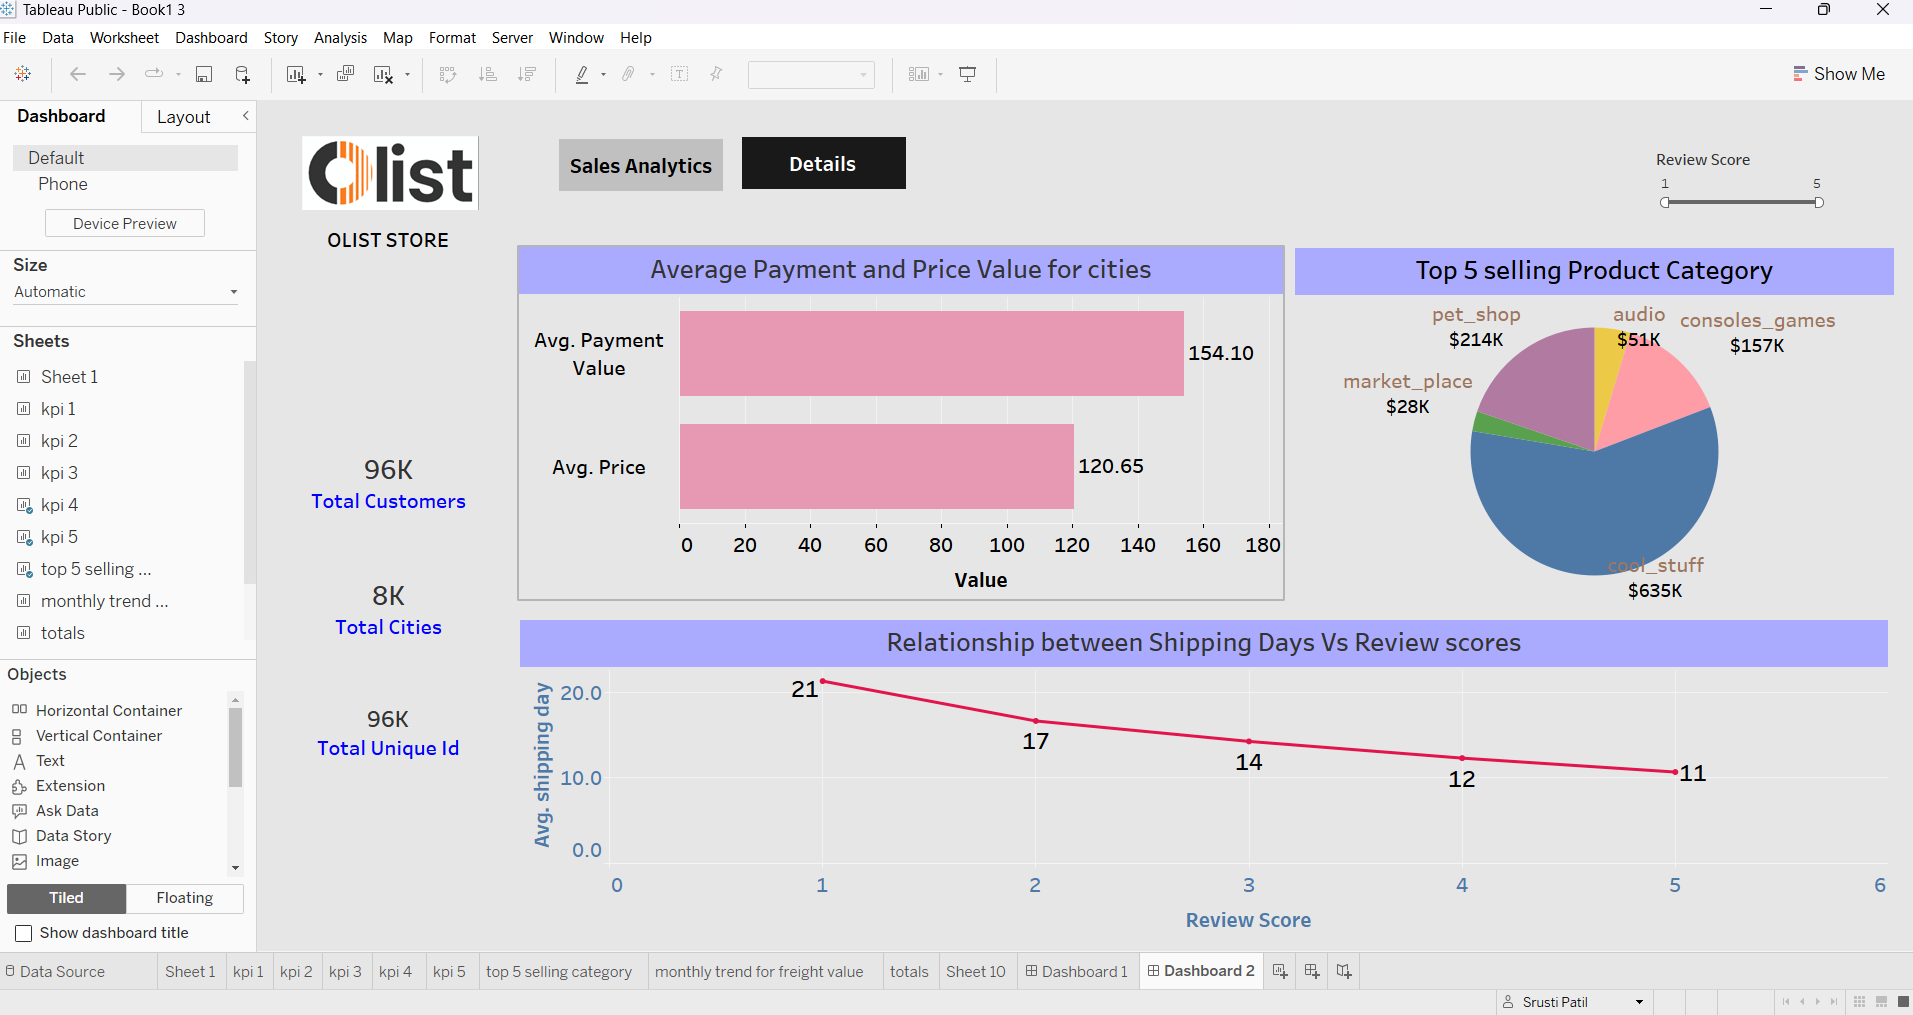 Tableau Public - Book1 3
File Data Worksheet Dashboard Story Analysis Map Format Server Window Help
Show Me
Dashboard Layout
Default
Phone
Device Preview
Size
Automatic
Sheets
Sheet 1
kpi 1
kpi 2
kpi 3
kpi 4
kpi 5
top 5 selling ...
monthly trend ...
totals
Objects
Horizontal Container
Vertical Container
Text
Extension
Ask Data
Data Story
Image
Tiled Floating
Show dashboard title
Olist
OLIST STORE
Sales Analytics
Details
Review Score
1 5
96K
Total Customers
8K
Total Cities
96K
Total Unique Id
Average Payment and Price Value for cities
Avg. Payment
Value
154.10
Avg. Price
120.65
0 20 40 60 80 100 120 140 160 180
Value
Top 5 selling Product Category
pet_shop
$214K
audio
$51K
consoles_games
$157K
market_place
$28K
cool_stuff
$635K
Relationship between Shipping Days Vs Review scores
Avg. shipping day
20.0
10.0
0.0
21
17
14
12
11
0 1 2 3 4 5 6
Review Score
Data Source Sheet 1 kpi 1 kpi 2 kpi 3 kpi 4 kpi 5 top 5 selling category monthly trend for freight value totals Sheet 10 Dashboard 1 Dashboard 2
Srusti Patil